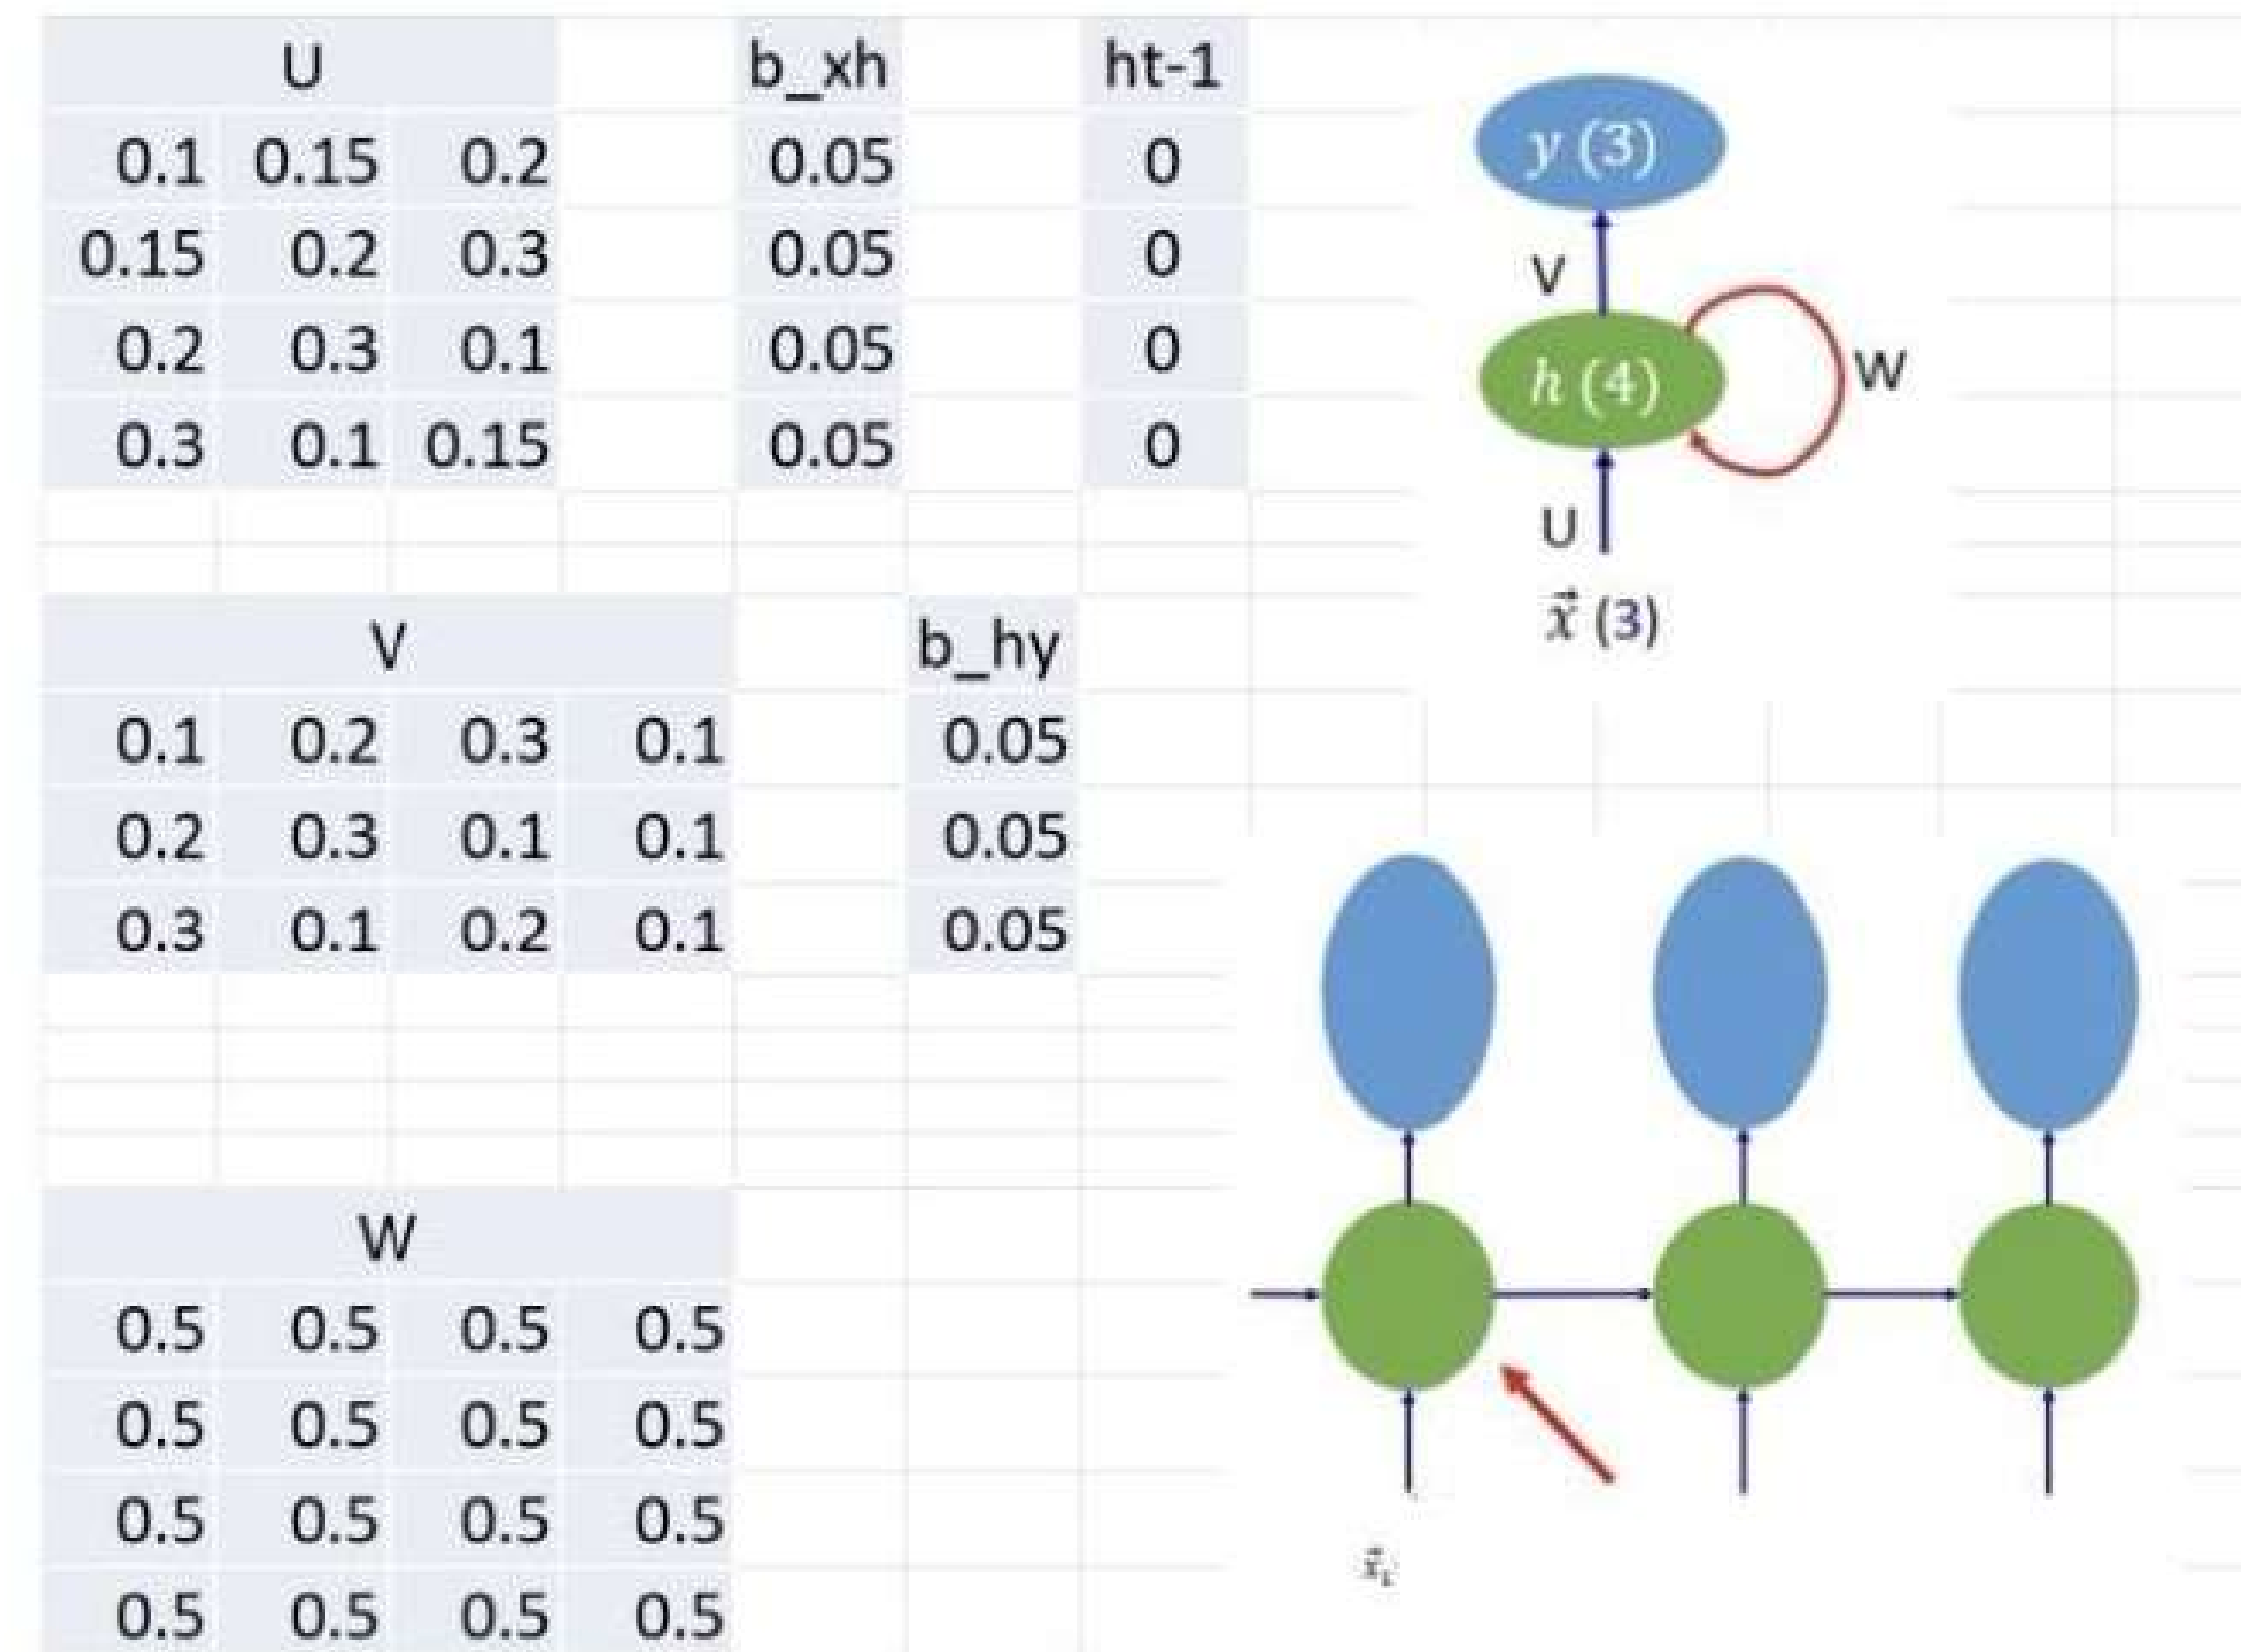 U b_xh ht-1
0.1 0.15 0.2 0.05 0
0.15 0.2 0.3 0.05 0
0.2 0.3 0.1 0.05 0
0.3 0.1 0.15 0.05 0
V b_hy
0.1 0.2 0.3 0.1 0.05
0.2 0.3 0.1 0.1 0.05
0.3 0.1 0.2 0.1 0.05
W
0.5 0.5 0.5 0.5
0.5 0.5 0.5 0.5
0.5 0.5 0.5 0.5
0.5 0.5 0.5 0.5
y (3)
V
h (4)
W
U
x⃗ (3)